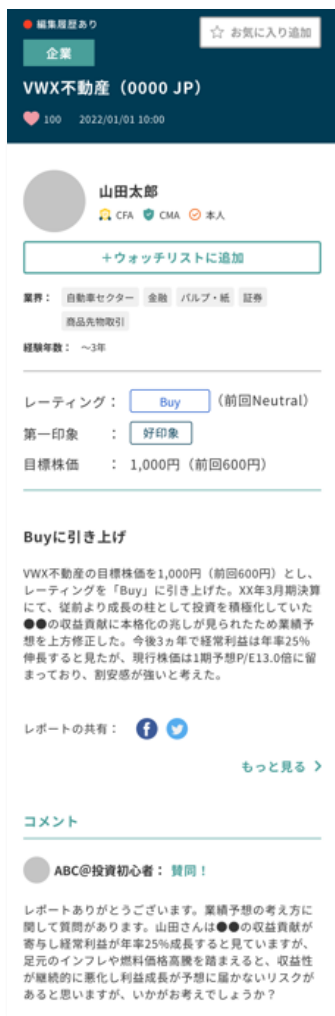 編集履歴あり
☆ お気に入り追加
企業
VWX不動産（0000 JP）
100 2022/01/01 10:00
山田太郎
CFA CMA 本人
＋ウォッチリストに追加
業界： 自動車セクター 金融 パルプ・紙 証券
商品先物取引
経験年数： 〜3年
レーティング： Buy （前回Neutral）
第一印象 ： 好印象
目標株価 ： 1,000円（前回600円）
Buyに引き上げ
VWX不動産の目標株価を1,000円（前回600円）とし、
レーティングを「Buy」に引き上げた。XX年3月期決算
にて、従前より成長の柱として投資を積極化していた
●●の収益貢献に本格化の兆しが見られたため業績予
想を上方修正した。今後3ヵ年で経常利益は年率25%
伸長すると見たが、現行株価は1期予想P/E13.0倍に留
まっており、割安感が強いと考えた。
レポートの共有：
もっと見る ＞
コメント
ABC@投資初心者： 賛同！
レポートありがとうございます。業績予想の考え方に
関して質問があります。山田さんは●●の収益貢献が
寄与し経常利益が年率25%成長すると見ていますが、
足元のインフレや燃料価格高騰を踏まえると、収益性
が継続的に悪化し利益成長が予想に届かないリスクが
あると思いますが、いかがお考えでしょうか？